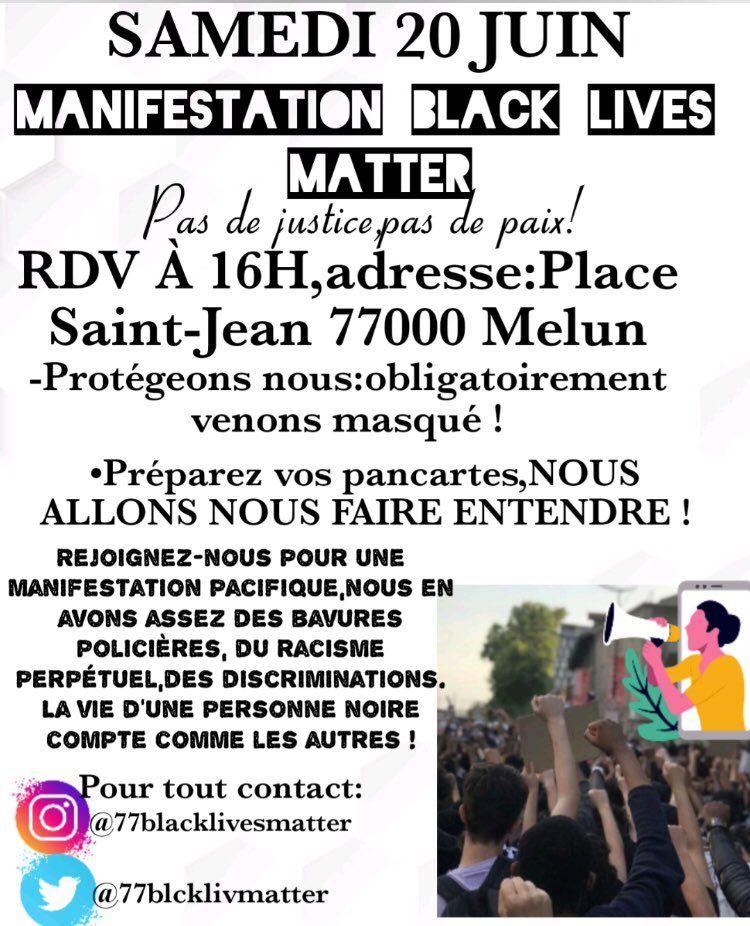 SAMEDI 20 JUIN
MANIFESTATION BLACK LIVES
MATTER
Pas de justice,pas de paix!
RDV À 16H,adresse:Place
Saint-Jean 77000 Melun
-Protégeons nous:obligatoirement
venons masqué !
•Préparez vos pancartes,NOUS
ALLONS NOUS FAIRE ENTENDRE !
REJOIGNEZ-NOUS POUR UNE
MANIFESTATION PACIFIQUE,NOUS EN
AVONS ASSEZ DES BAVURES
POLICIÈRES, DU RACISME
PERPÉTUEL,DES DISCRIMINATIONS.
LA VIE D'UNE PERSONNE NOIRE
COMPTE COMME LES AUTRES !
Pour tout contact:
@77blacklivesmatter
@77blcklivmatter